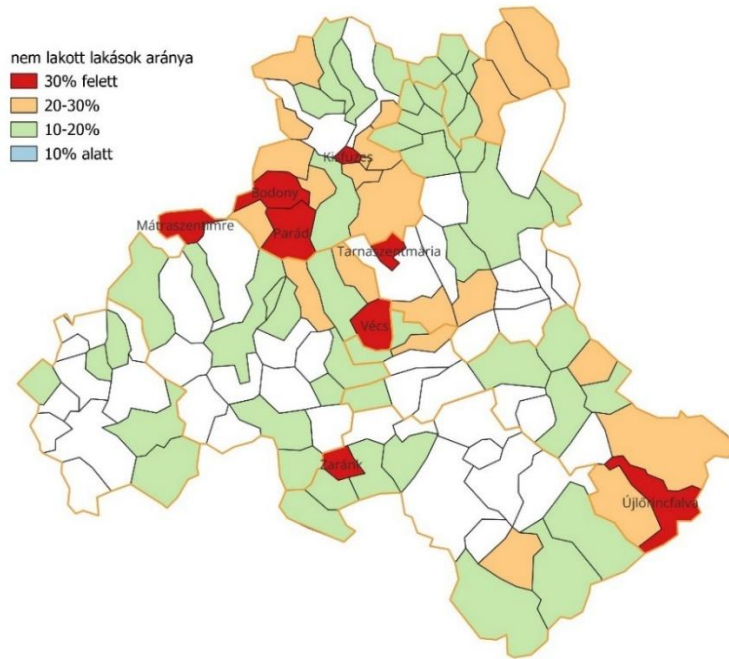 nem lakott lakások aránya
30% felett
20-30%
10-20%
10% alatt
Kisfüzes
Bodony
Mátraszentimre
Parád
Tarnaszentmária
Vécs
Zaránk
Újlőrincfalva